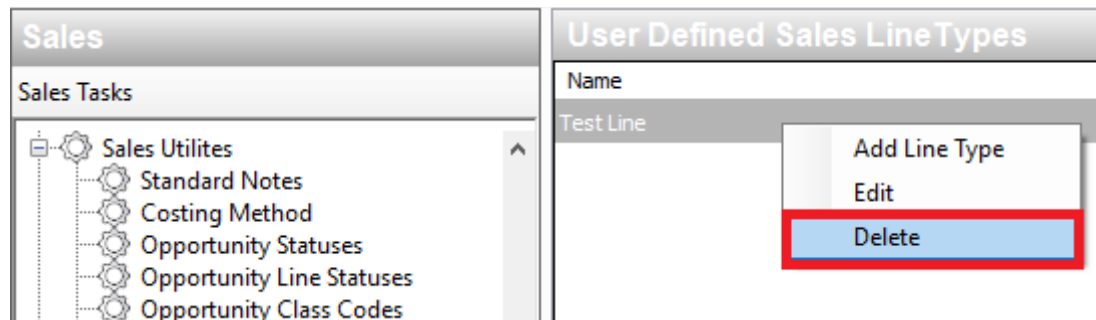 Sales
Sales Tasks
Sales Utilites
Standard Notes
Costing Method
Opportunity Statuses
Opportunity Line Statuses
Opportunity Class Codes
User Defined Sales LineTypes
Name
Test Line
Add Line Type
Edit
Delete